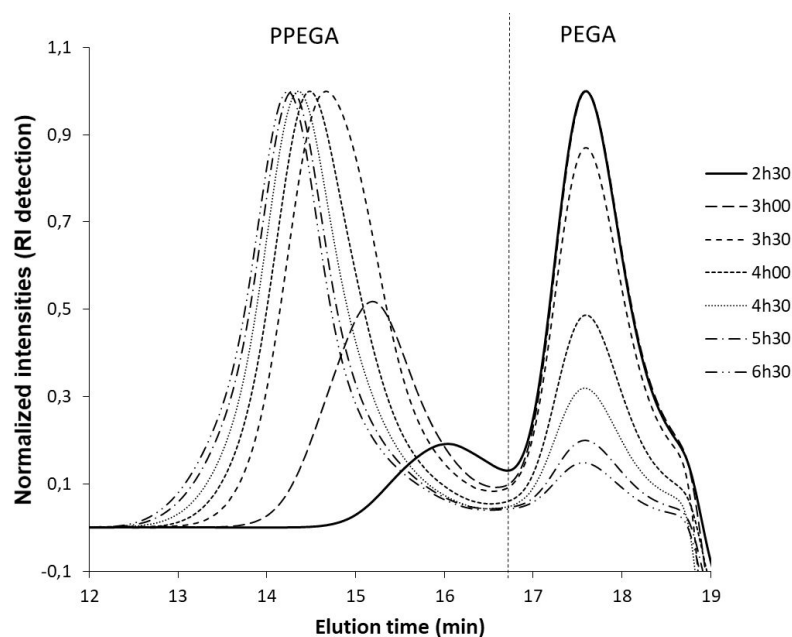 PPEGA
PEGA
1,1
0,9
0,7
0,5
0,3
0,1
-0,1
Normalized intensities (RI detection)
12
13
14
15
16
17
18
19
Elution time (min)
2h30
3h00
3h30
4h00
4h30
5h30
6h30